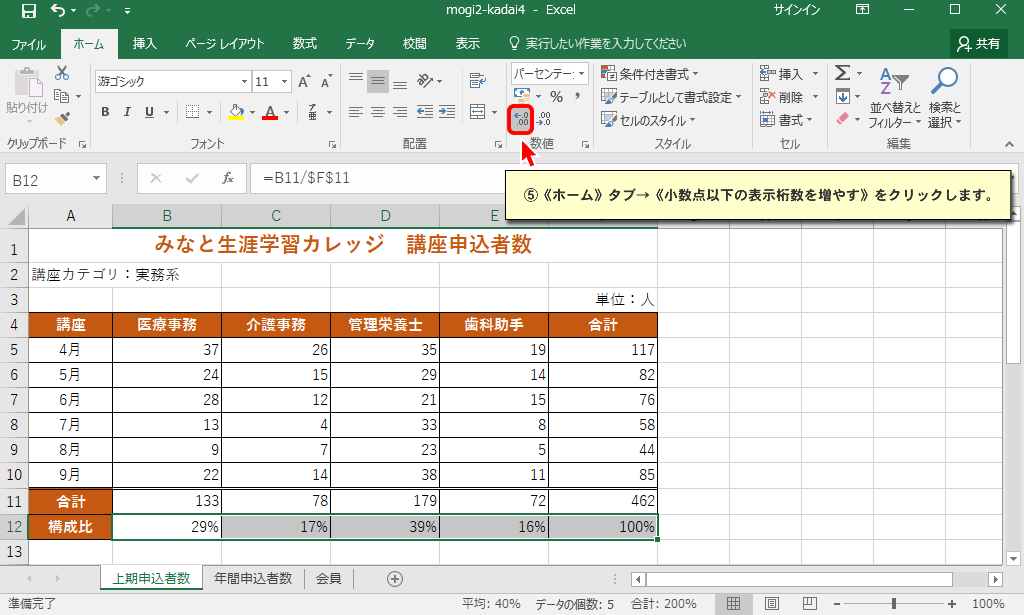 mogi2-kadai4 - Excel サインイン
ファイル ホーム 挿入 ページ レイアウト 数式 データ 校閲 表示 実行したい作業を入力してください 共有
貼り付け 游ゴシック 11 A A パーセンテー: 条件付き書式 挿入 Σ
B I U A % , テーブルとして書式設定 削除 並べ替えと 検索と
セルのスタイル 書式 フィルター 選択
クリップボード フォント 配置 数値 スタイル セル 編集
B12 fx =B11/$F$11
⑤《ホーム》タブ→《小数点以下の表示桁数を増やす》をクリックします。
A B C D E
1 みなと生涯学習カレッジ 講座申込者数
2 講座カテゴリ：実務系
3 単位：人
4 講座 医療事務 介護事務 管理栄養士 歯科助手 合計
5 4月 37 26 35 19 117
6 5月 24 15 29 14 82
7 6月 28 12 21 15 76
8 7月 13 4 33 8 58
9 8月 9 7 23 5 44
10 9月 22 14 38 11 85
11 合計 133 78 179 72 462
12 構成比 29% 17% 39% 16% 100%
13
上期申込者数 年間申込者数 会員
準備完了 平均: 40% データの個数: 5 合計: 200% 100%